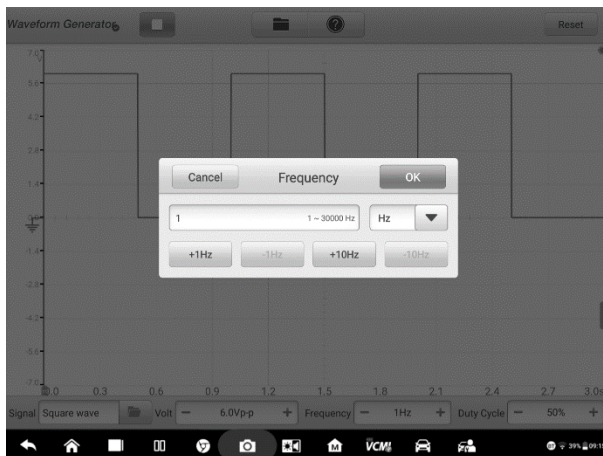 Waveform Generator
Reset
7.0
5.6
4.2
2.8
1.4
Cancel Frequency OK
1 1 ~ 30000 Hz Hz
+1Hz -1Hz +10Hz -10Hz
-1.4
-2.8
-4.2
-5.6
-7.0
0.0 0.3 0.6 0.9 1.2 1.5 1.8 2.1 2.4 2.7 3.0s
Signal Square wave Volt − 6.0Vp-p + Frequency − 1Hz + Duty Cycle − 50% +
VCMI 39% 09:15